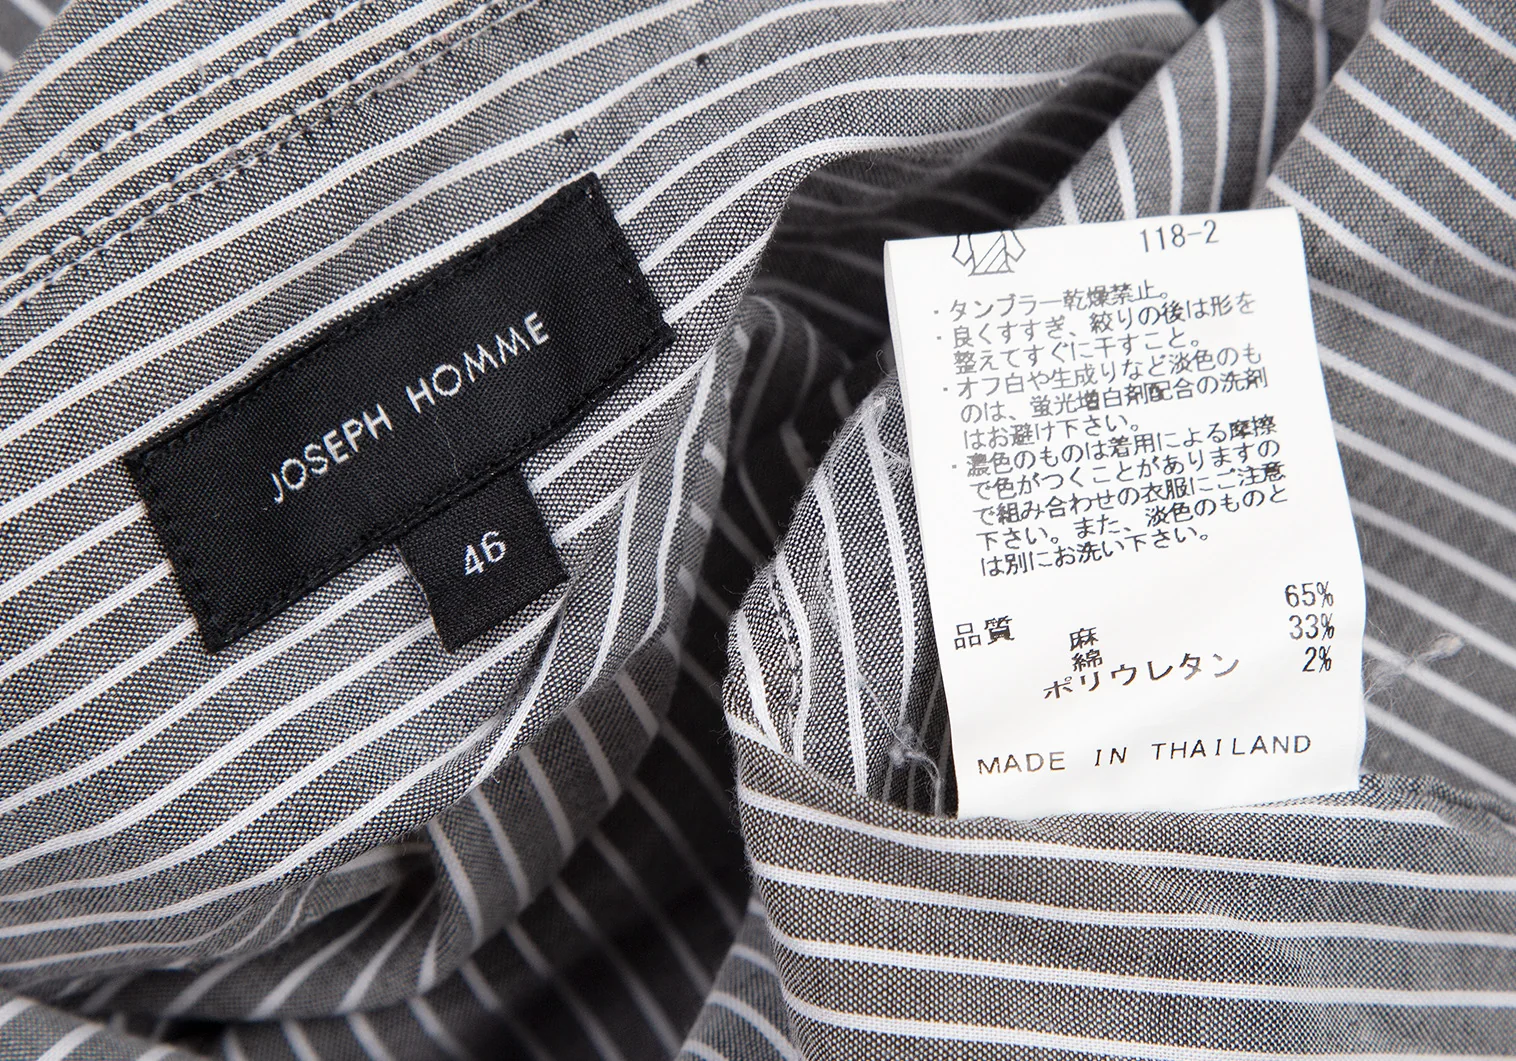 JOSEPH HOMME
46
118-2
・タンブラー乾燥禁止。
・良くすすぎ、絞りの後は形を
整えてすぐに干すこと。
・オフ白や生成りなど淡色のも
のは、蛍光増白剤配合の洗剤
はお避け下さい。
・濃色のものは着用による摩擦
で色がつくことがありますの
で組み合わせの衣服にご注意
下さい。また、淡色のものと
は別にお洗い下さい。
品質 麻 65%
綿 33%
ポリウレタン 2%
MADE IN THAILAND